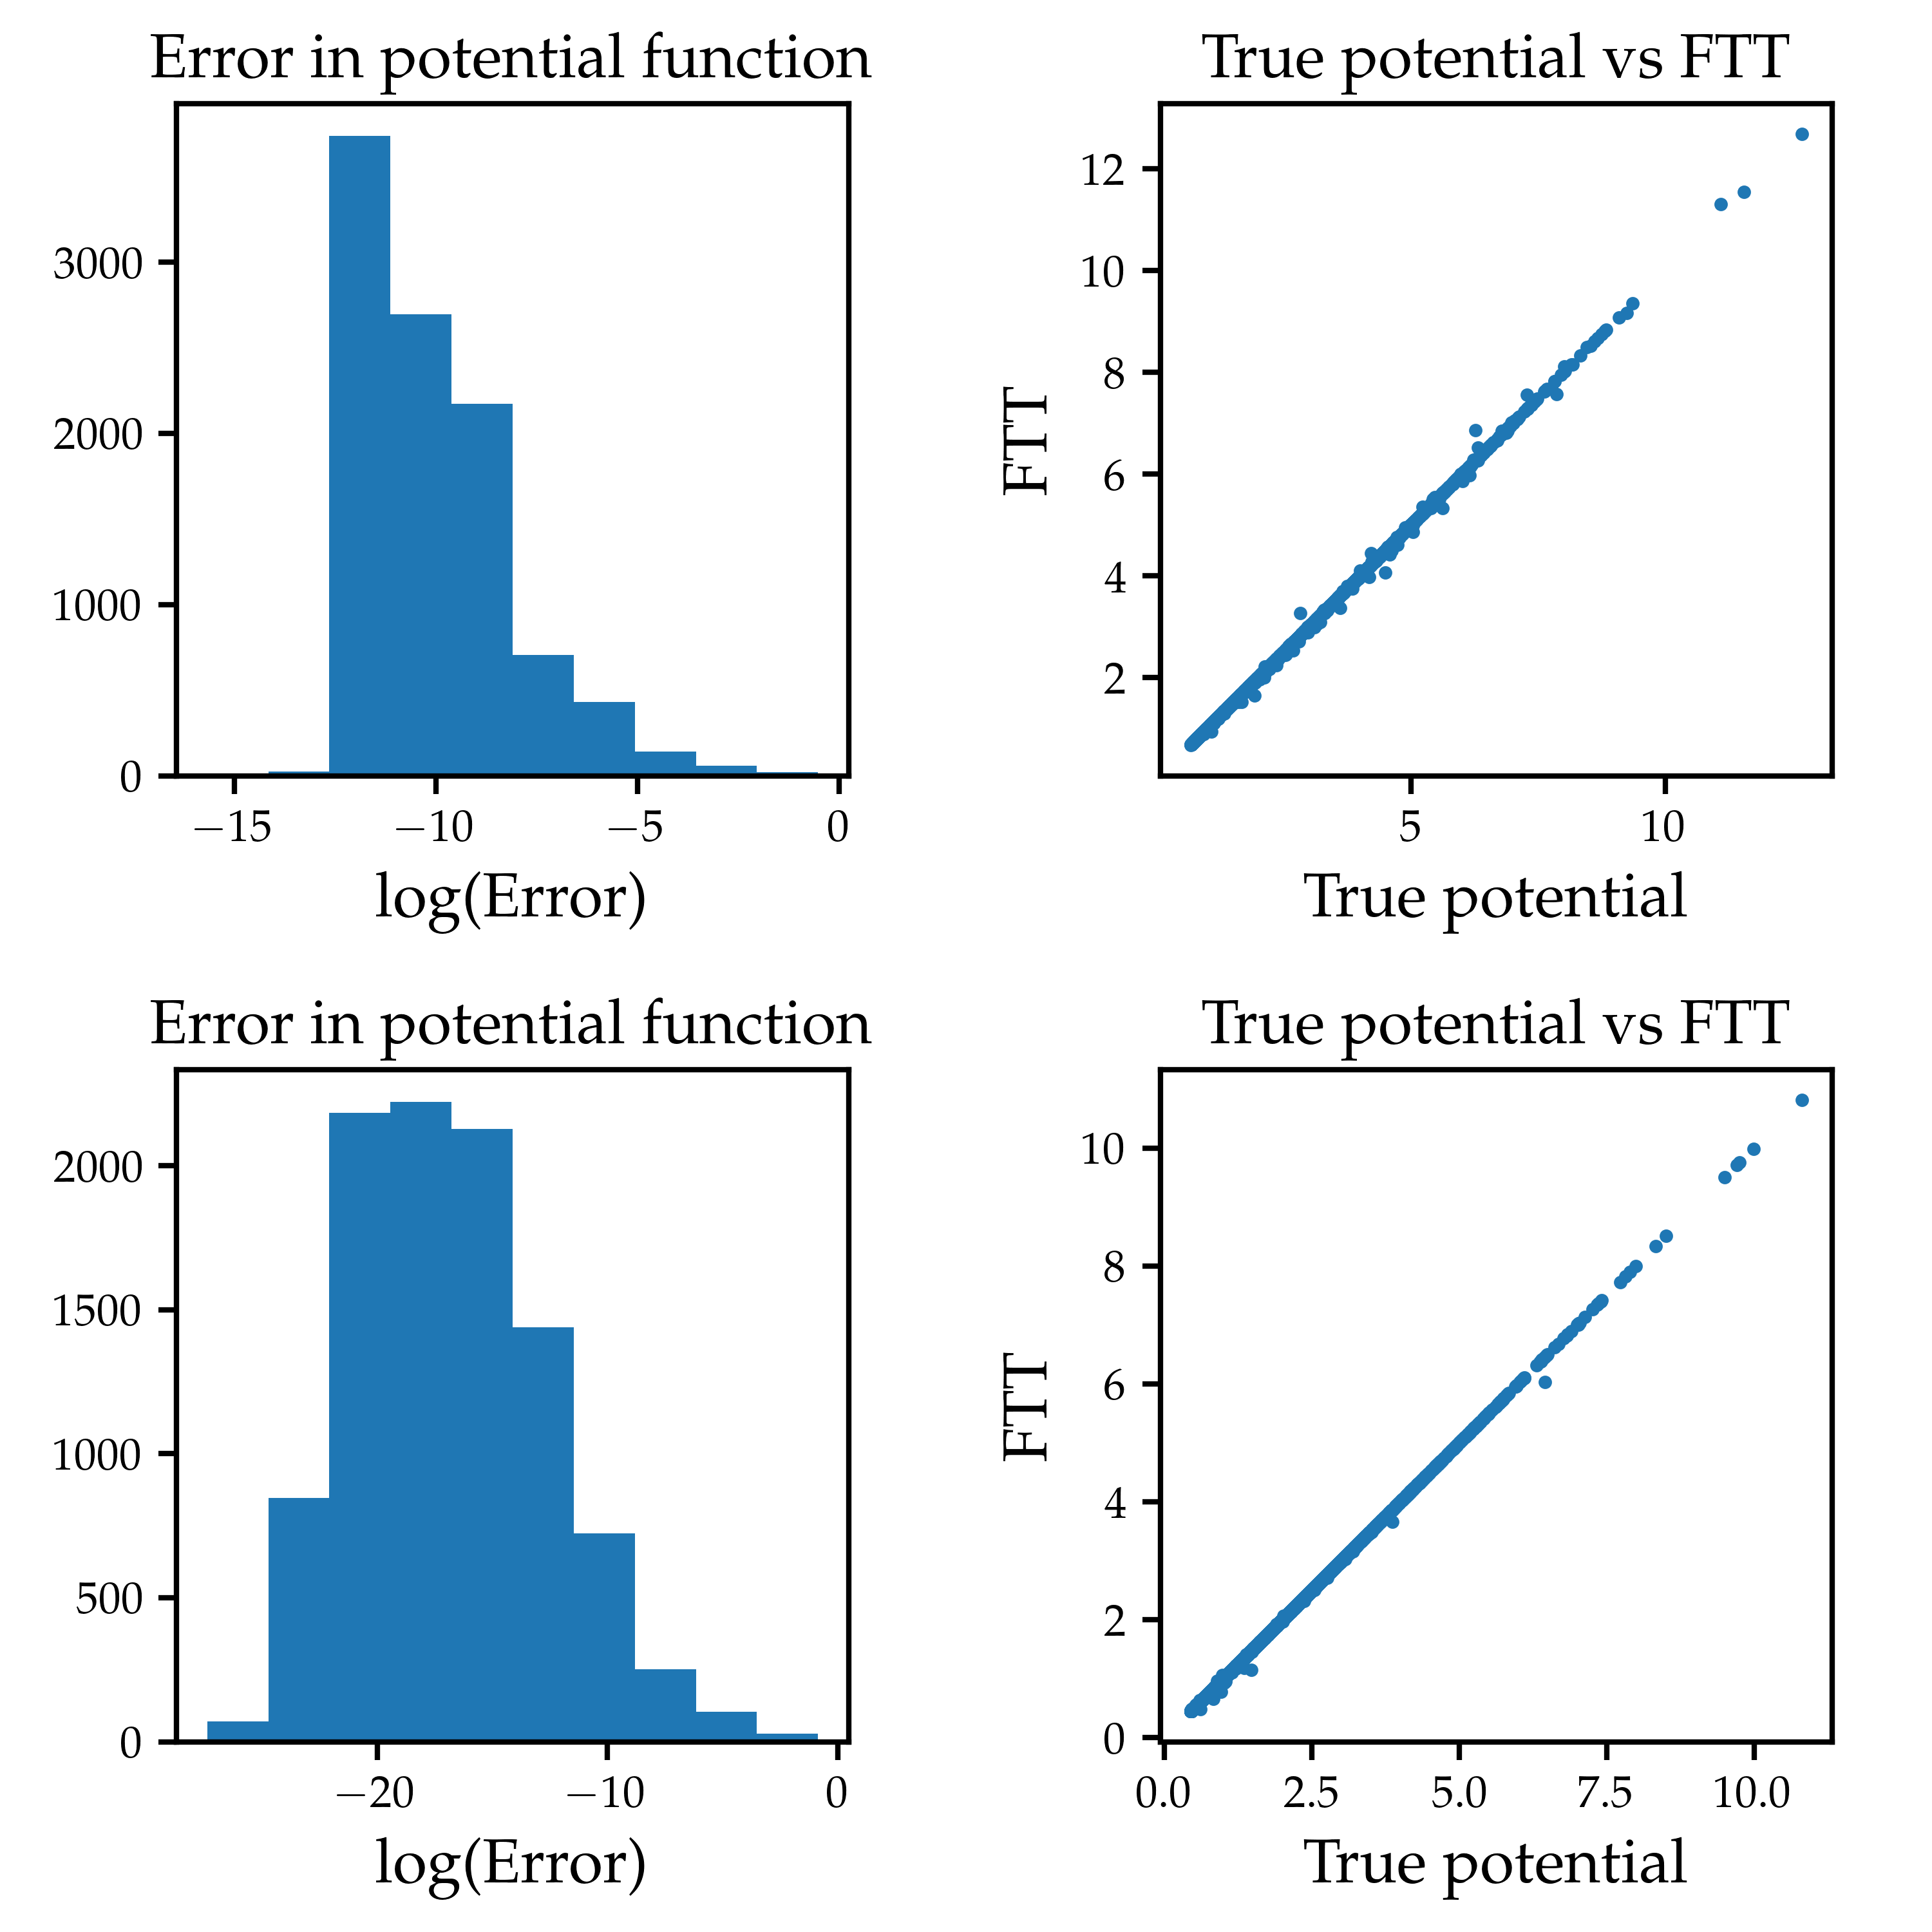 Error in potential function
3000
2000
1000
0
−15 −10 −5 0
log(Error)
True potential vs FTT
12
10
8
6
4
2
FTT
5 10
True potential
Error in potential function
2000
1500
1000
500
0
−20 −10 0
log(Error)
True potential vs FTT
10
8
6
4
2
0
FTT
0.0 2.5 5.0 7.5 10.0
True potential